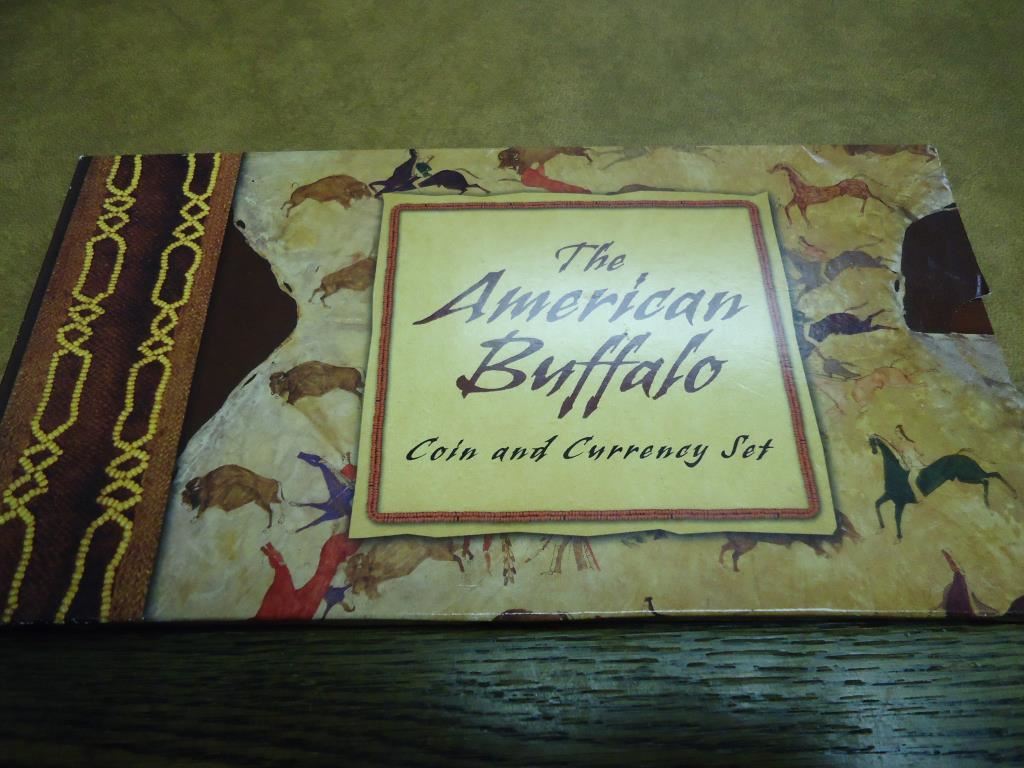 The
American
Buffalo
Coin and Currency Set